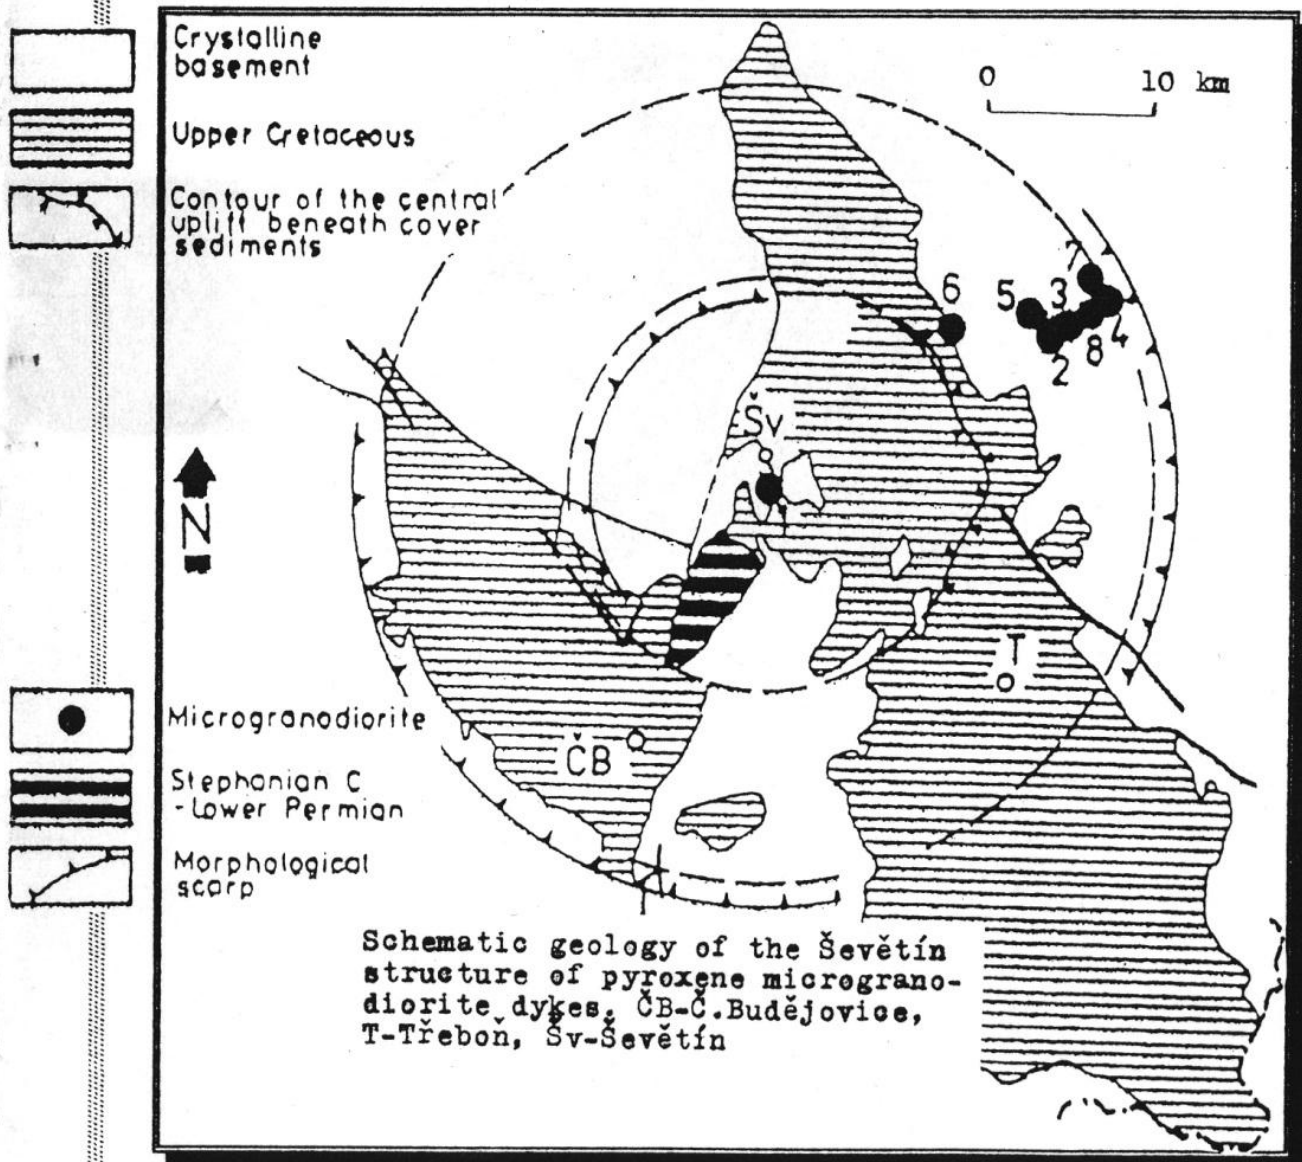 Crystalline
basement
Upper Cretaceous
Contour of the central
uplift beneath cover
sediments
Microgranodiorite
Stephanian C
-Lower Permian
Morphological
scarp
N
0 10 km
7
6
5
3
4
8
2
Šv
1
T
ČB
Schematic geology of the Ševětín
structure of pyroxene micrograno-
diorite dykes. ČB-Č.Budějovice,
T-Třeboň, Šv-Ševětín